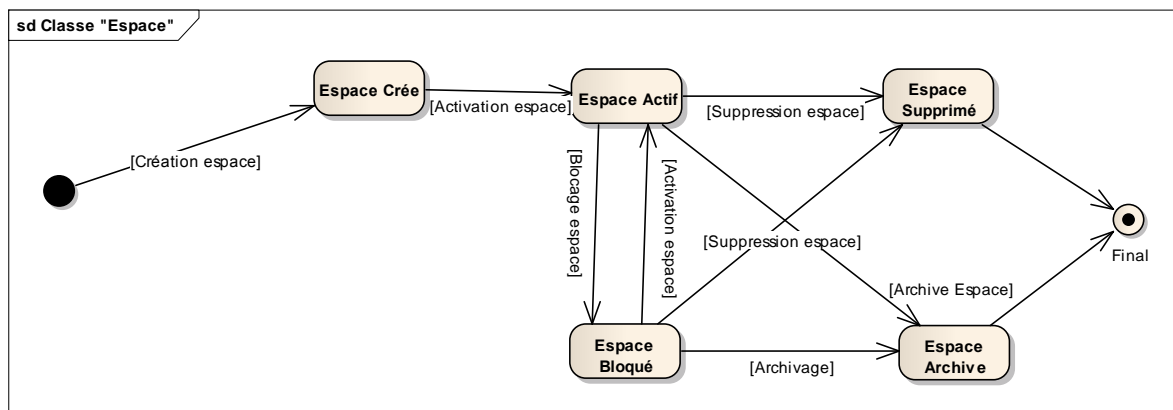 sd Classe "Espace"
Espace Crée
[Activation espace]
Espace Actif
[Suppression espace]
Espace
Supprimé
[Création espace]
[Blocage espace]
[Activation espace]
[Suppression espace]
Final
[Archive Espace]
Espace
Bloqué
[Archivage]
Espace
Archive